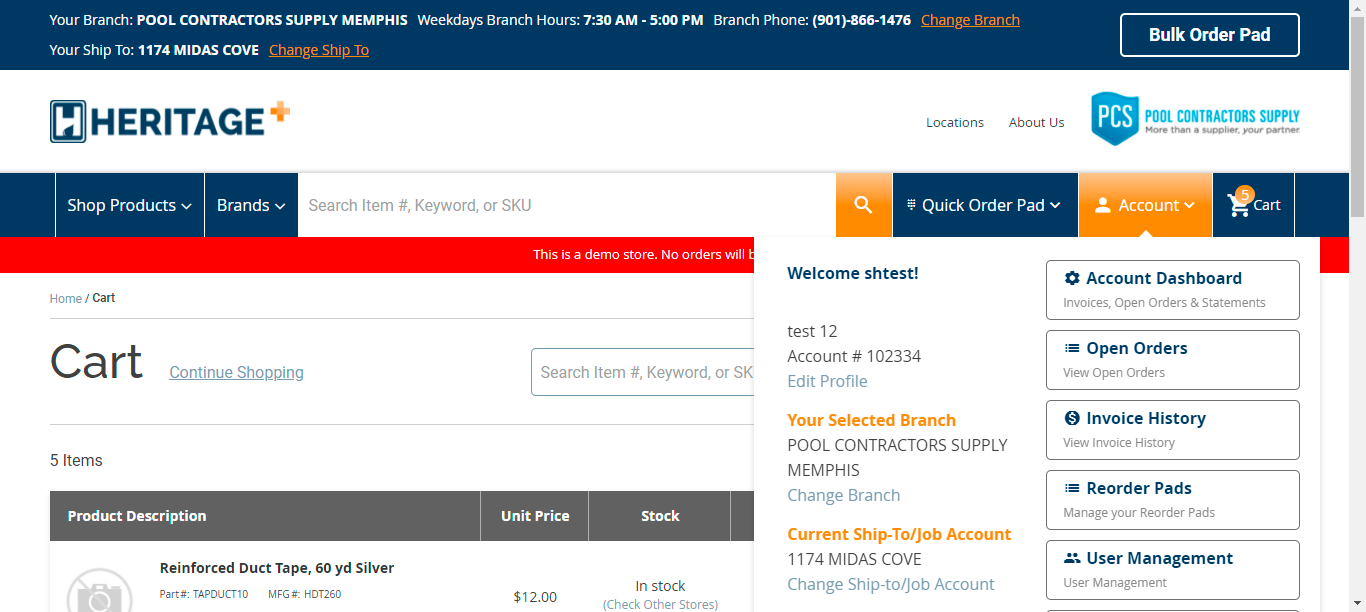 Your Branch: POOL CONTRACTORS SUPPLY MEMPHIS Weekdays Branch Hours: 7:30 AM - 5:00 PM Branch Phone: (901)-866-1476 Change Branch
Your Ship To: 1174 MIDAS COVE Change Ship To
Bulk Order Pad
HERITAGE+
Locations About Us
PCS POOL CONTRACTORS SUPPLY
More than a supplier, your partner.
Shop Products Brands Search Item #, Keyword, or SKU Quick Order Pad Account 5 Cart
This is a demo store. No orders will b
Home / Cart
Cart Continue Shopping Search Item #, Keyword, or SK
5 Items
Product Description Unit Price Stock
Reinforced Duct Tape, 60 yd Silver
Part #: TAPDUCT10 MFG #: HDT260
$12.00
In stock
(Check Other Stores)
Welcome shtest!
test 12
Account # 102334
Edit Profile
Your Selected Branch
POOL CONTRACTORS SUPPLY
MEMPHIS
Change Branch
Current Ship-To/Job Account
1174 MIDAS COVE
Change Ship-to/Job Account
Account Dashboard
Invoices, Open Orders & Statements
Open Orders
View Open Orders
Invoice History
View Invoice History
Reorder Pads
Manage your Reorder Pads
User Management
User Management